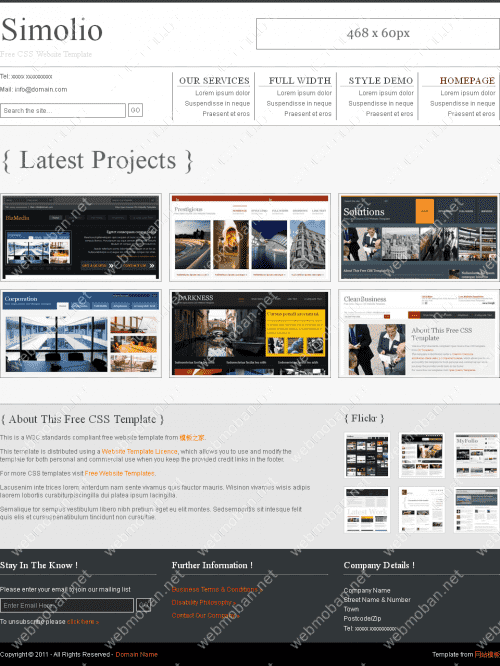 Simolio
Free CSS Website Template
468 x 60px
Tel: xxxxx xxxxxxxxxx
Mail: info@domain.com
Search the site...
GO
OUR SERVICES
Lorem ipsum dolor
Suspendisse in neque
Praesent et eros
FULL WIDTH
Lorem ipsum dolor
Suspendisse in neque
Praesent et eros
STYLE DEMO
Lorem ipsum dolor
Suspendisse in neque
Praesent et eros
HOMEPAGE
Lorem ipsum dolor
Suspendisse in neque
Praesent et eros
{ Latest Projects }
BizMedio
Prestigious
Solutions
About This Free CSS Template
Corporation
DARKNESS
CleanBusiness
About This Free CSS
Template
{ About This Free CSS Template }
This is a W3C standards compliant free website template from 模板之家.
This template is distributed using a Website Template Licence, which allows you to use and modify the
template for both personal and commercial use when you keep the provided credit links in the footer.
For more CSS templates visit Free Website Templates.
Lacusenim inte trices lorem anterdum nam sente vivamus quis fauctor mauris. Wisinon vivamus wisis adipis
laorem lobortis curabiturpiscingilla dui platea ipsum lacingilla.
Semalique tor sempus vestibulum libero nibh pretium eget eu elit montes. Sedsemporttis sit intesque felit
quis elis et cursuspenatibulum tincidunt non curabitur.
{ Flickr }
Stay In The Know !
Please enter your email to join our mailing list
Enter Email Here
GO
To unsubscribe please click here »
Further Information !
Business Terms & Conditions »
Disability Philosophy »
Contact Our Company »
Company Details !
Company Name
Street Name & Number
Town
Postcode/Zip
Tel: xxxxx xxxxxxxxxx
Copyright © 2011 - All Rights Reserved - Domain Name
Template from 网站模板
webmoban.net